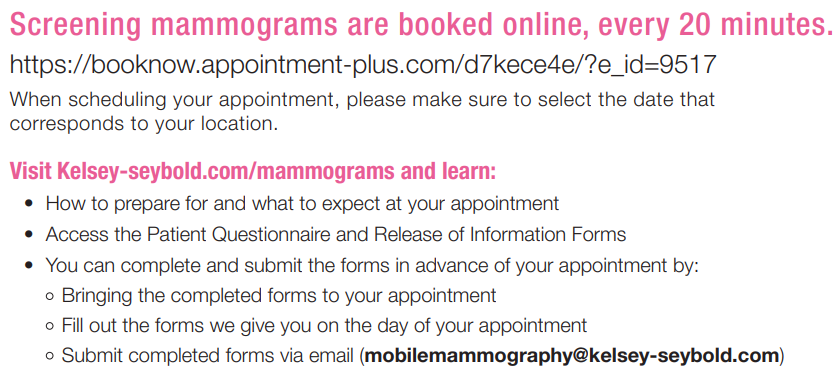 Screening mammograms are booked online, every 20 minutes.
https://booknow.appointment-plus.com/d7kece4e/?e_id=9517
When scheduling your appointment, please make sure to select the date that
corresponds to your location.
Visit Kelsey-seybold.com/mammograms and learn:
• How to prepare for and what to expect at your appointment
• Access the Patient Questionnaire and Release of Information Forms
• You can complete and submit the forms in advance of your appointment by:
○ Bringing the completed forms to your appointment
○ Fill out the forms we give you on the day of your appointment
○ Submit completed forms via email (mobilemammography@kelsey-seybold.com)